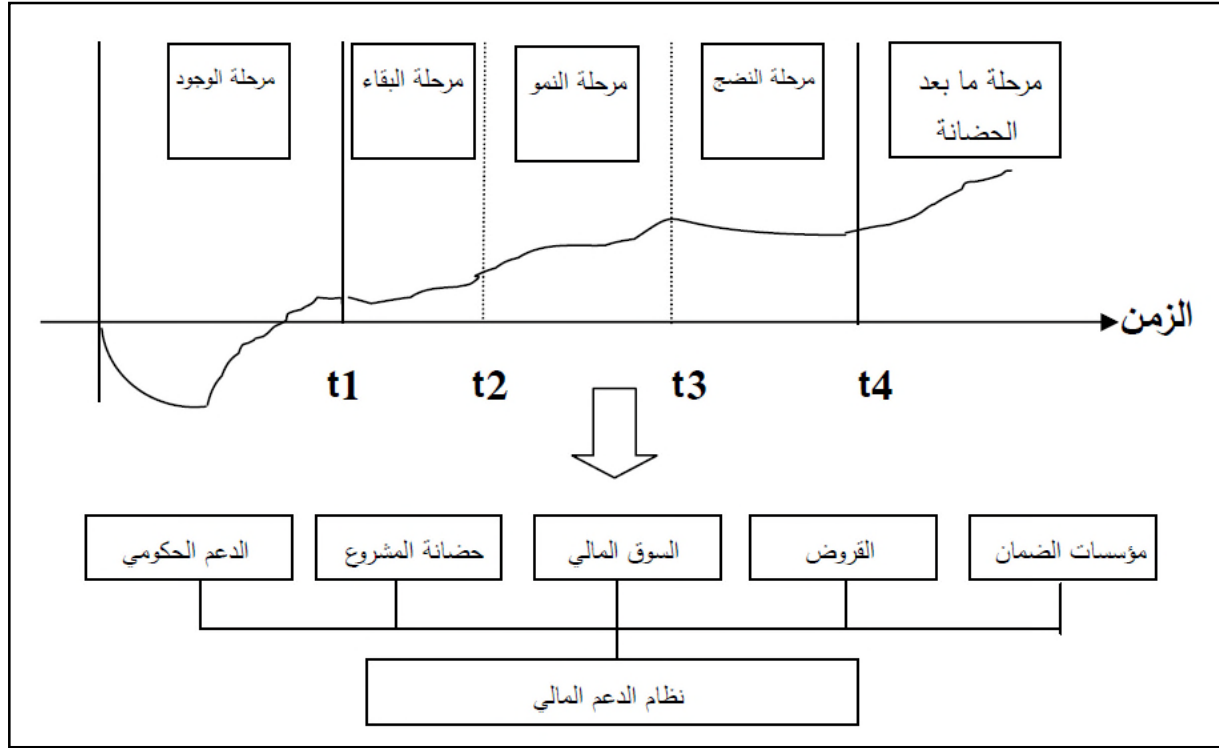 مرحلة الوجود
مرحلة البقاء
مرحلة النمو
مرحلة النضج
مرحلة ما بعد
الحضانة
الزمن
t1
t2
t3
t4
الدعم الحكومي
حضانة المشروع
السوق المالي
القروض
مؤسسات الضمان
نظام الدعم المالي